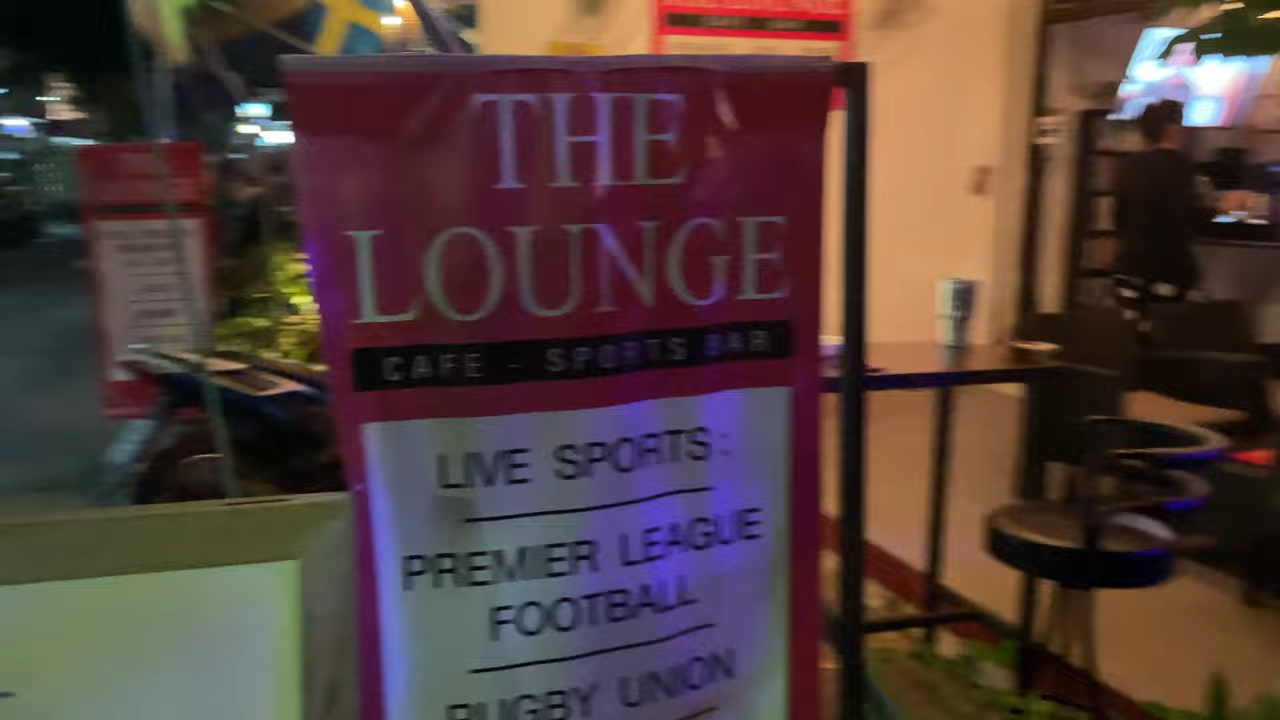 THE
LOUNGE
CAFE - SPORTS BAR
LIVE SPORTS:
PREMIER LEAGUE
FOOTBALL
RUGBY UNION